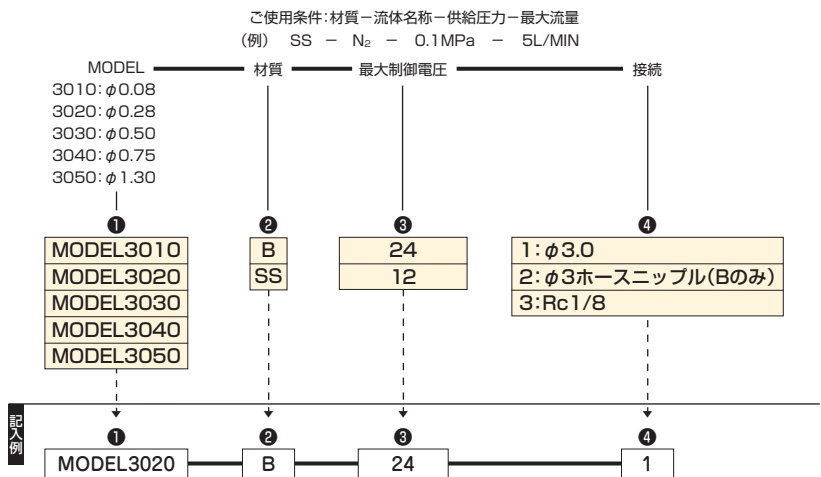 ご使用条件：材質－流体名称－供給圧力－最大流量
（例） SS － N₂ － 0.1MPa － 5L/MIN
MODEL 材質 最大制御電圧 接続
3010：φ0.08
3020：φ0.28
3030：φ0.50
3040：φ0.75
3050：φ1.30
❶ ❷ ❸ ❹
MODEL3010 B 24 1：φ3.0
MODEL3020 SS 12 2：φ3ホースニップル（Bのみ）
MODEL3030 3：Rc1/8
MODEL3040
MODEL3050
記入例
❶ ❷ ❸ ❹
MODEL3020 B 24 1